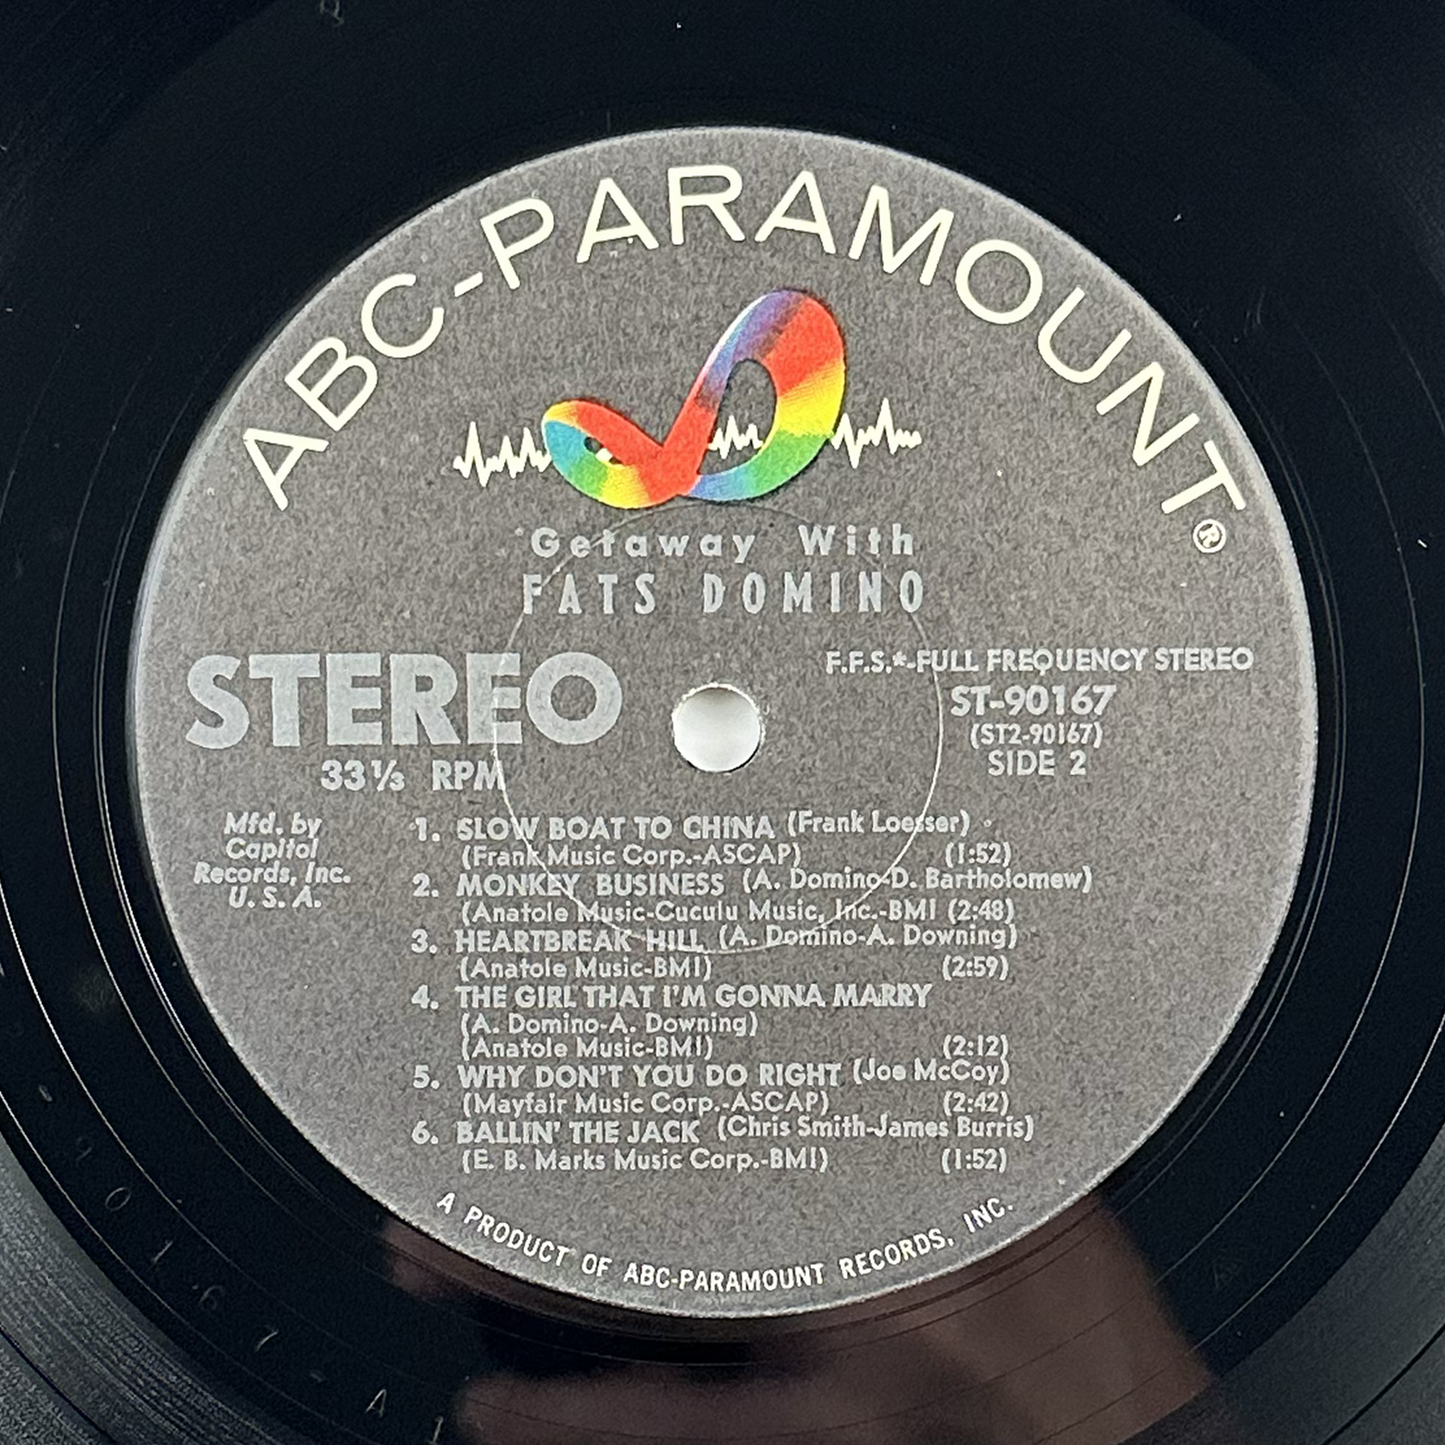 ABC-PARAMOUNT®
Getaway With
FATS DOMINO
STEREO
33⅓ RPM
F.F.S.*-FULL FREQUENCY STEREO
ST-90167
(ST2-90167)
SIDE 2
Mfd. by
Capitol
Records, Inc.
U. S. A.
1. SLOW BOAT TO CHINA (Frank Loesser)
(Frank Music Corp.-ASCAP) (1:52)
2. MONKEY BUSINESS (A. Domino-D. Bartholomew)
(Anatole Music-Cuculu Music, Inc.-BMI (2:48)
3. HEARTBREAK HILL (A. Domino-A. Downing)
(Anatole Music-BMI) (2:59)
4. THE GIRL THAT I'M GONNA MARRY
(A. Domino-A. Downing)
(Anatole Music-BMI) (2:12)
5. WHY DON'T YOU DO RIGHT (Joe McCoy)
(Mayfair Music Corp.-ASCAP) (2:42)
6. BALLIN' THE JACK (Chris Smith-James Burris)
(E. B. Marks Music Corp.-BMI) (1:52)
A PRODUCT OF ABC-PARAMOUNT RECORDS, INC.